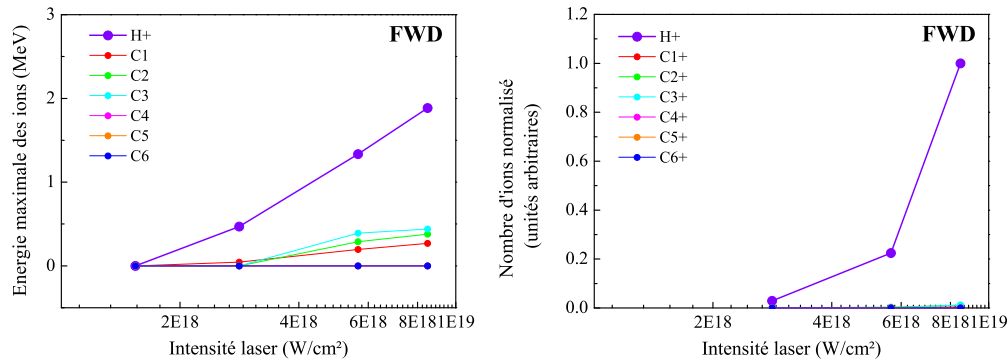 FWD
Energie maximale des ions (MeV)
3
2
1
0
H+
C1
C2
C3
C4
C5
C6
2E18
4E18
6E18
8E18
1E19
Intensité laser (W/cm²)
FWD
Nombre d'ions normalisé
(unités arbitraires)
1.2
1.0
0.8
0.6
0.4
0.2
0.0
H+
C1+
C2+
C3+
C4+
C5+
C6+
2E18
4E18
6E18
8E18
1E19
Intensité laser (W/cm²)